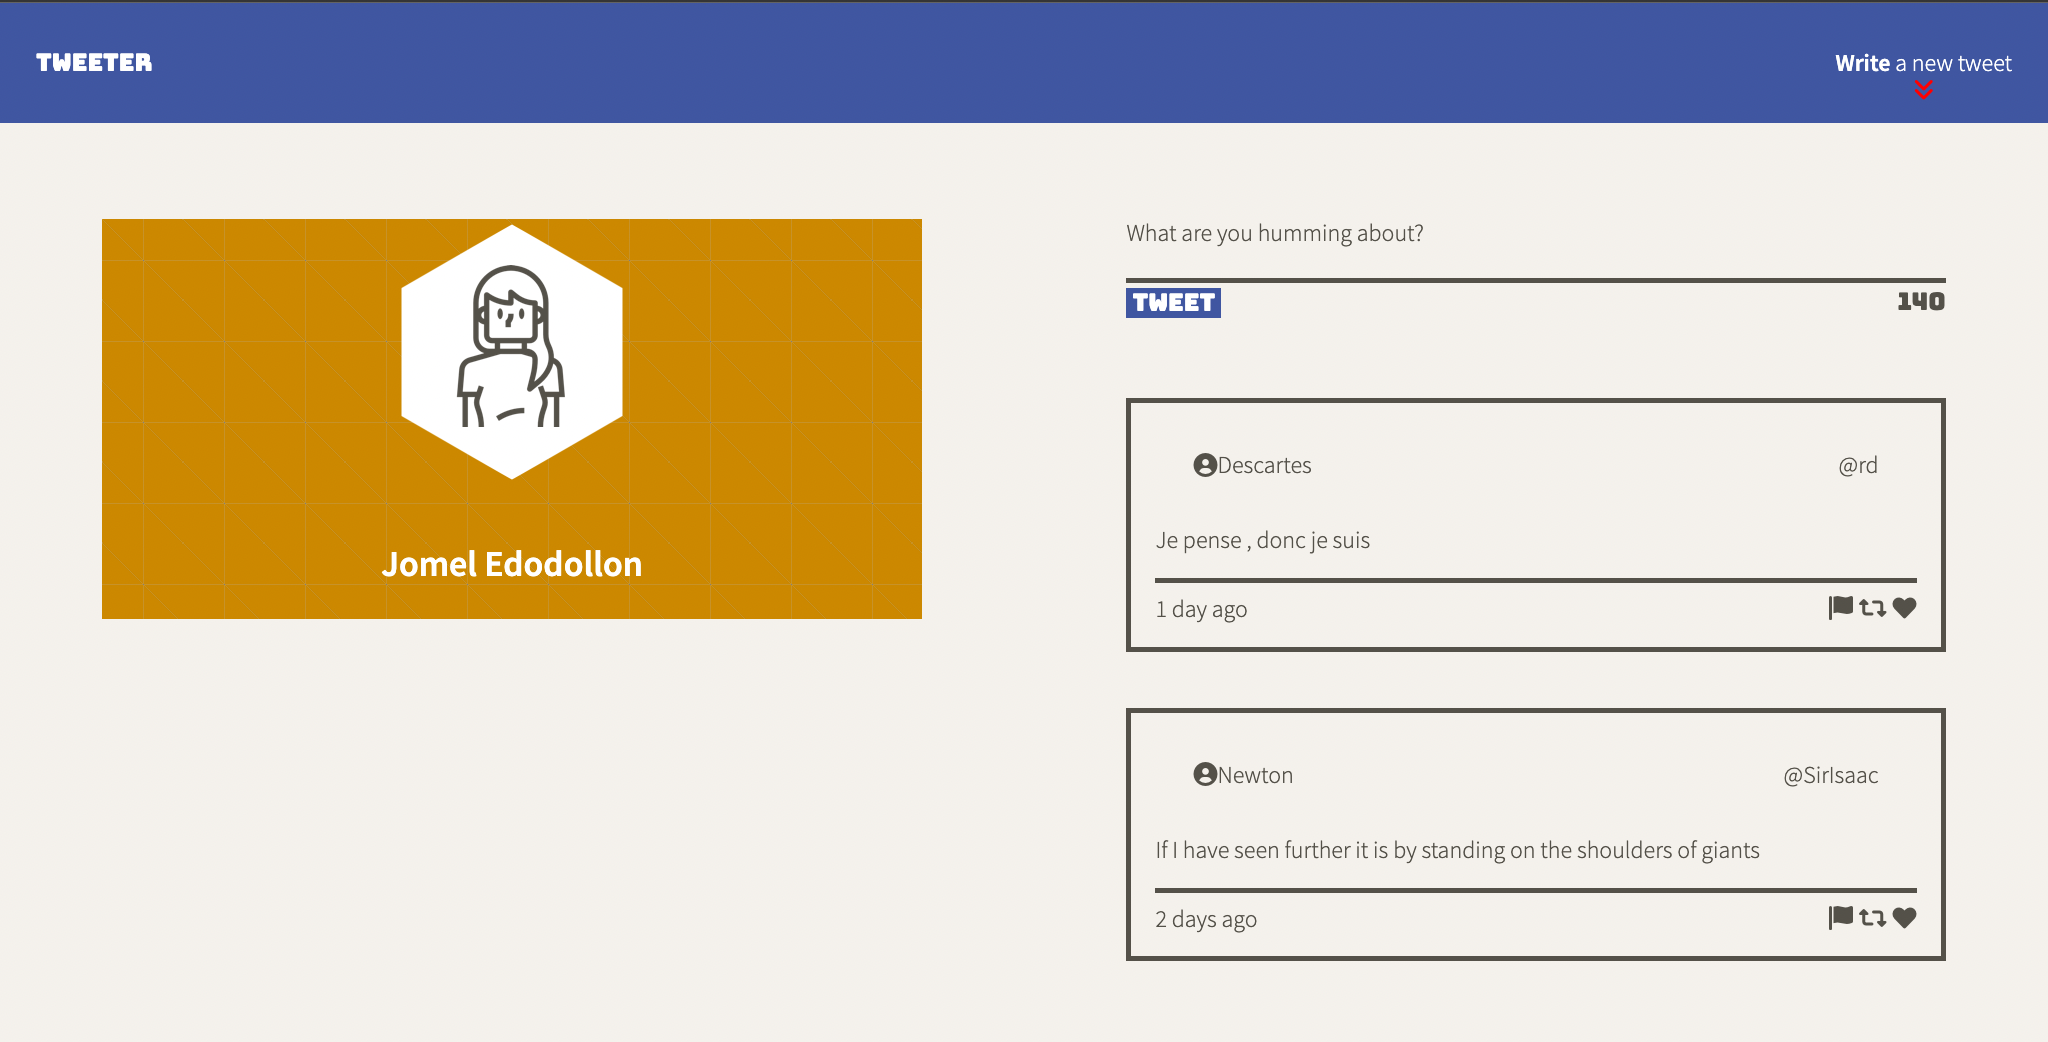 TWEETER
Write a new tweet
Jomel Edodollon
What are you humming about?
TWEET 140
Descartes @rd
Je pense , donc je suis
1 day ago
Newton @SirIsaac
If I have seen further it is by standing on the shoulders of giants
2 days ago